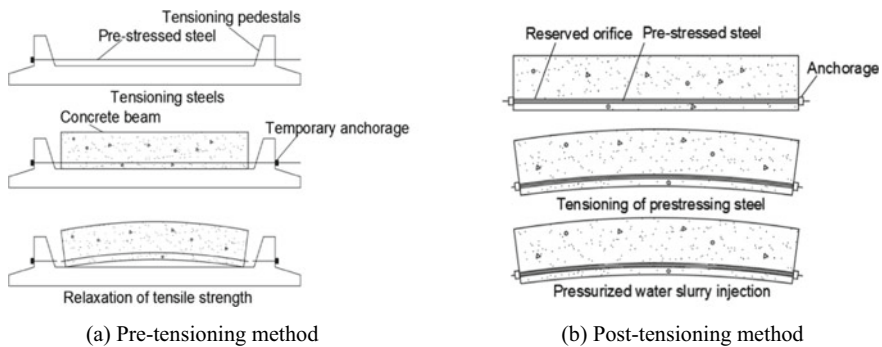 Tensioning pedestals
Pre-stressed steel
Tensioning steels
Concrete beam
Temporary anchorage
Relaxation of tensile strength
(a) Pre-tensioning method
Reserved orifice
Pre-stressed steel
Anchorage
Tensioning of prestressing steel
Pressurized water slurry injection
(b) Post-tensioning method